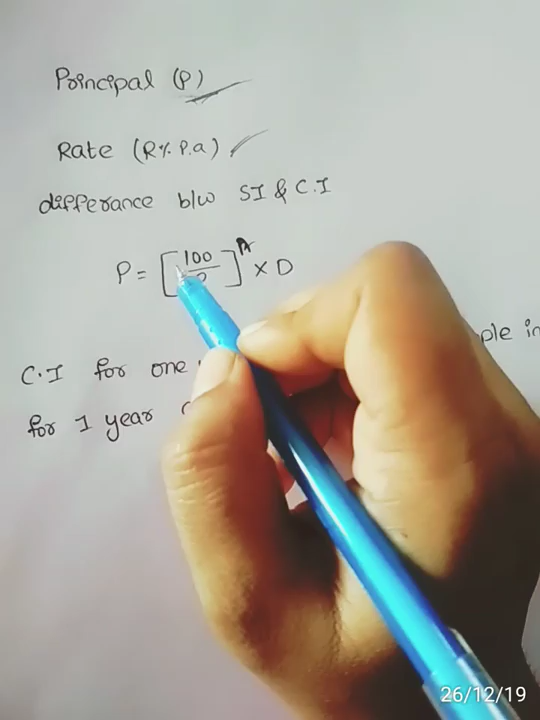 Principal (P)
Rate (R% P.a)
differance b/w SI & C.I
P = [100/R] × D
C.I for one
ple in
for 1 year
26/12/19